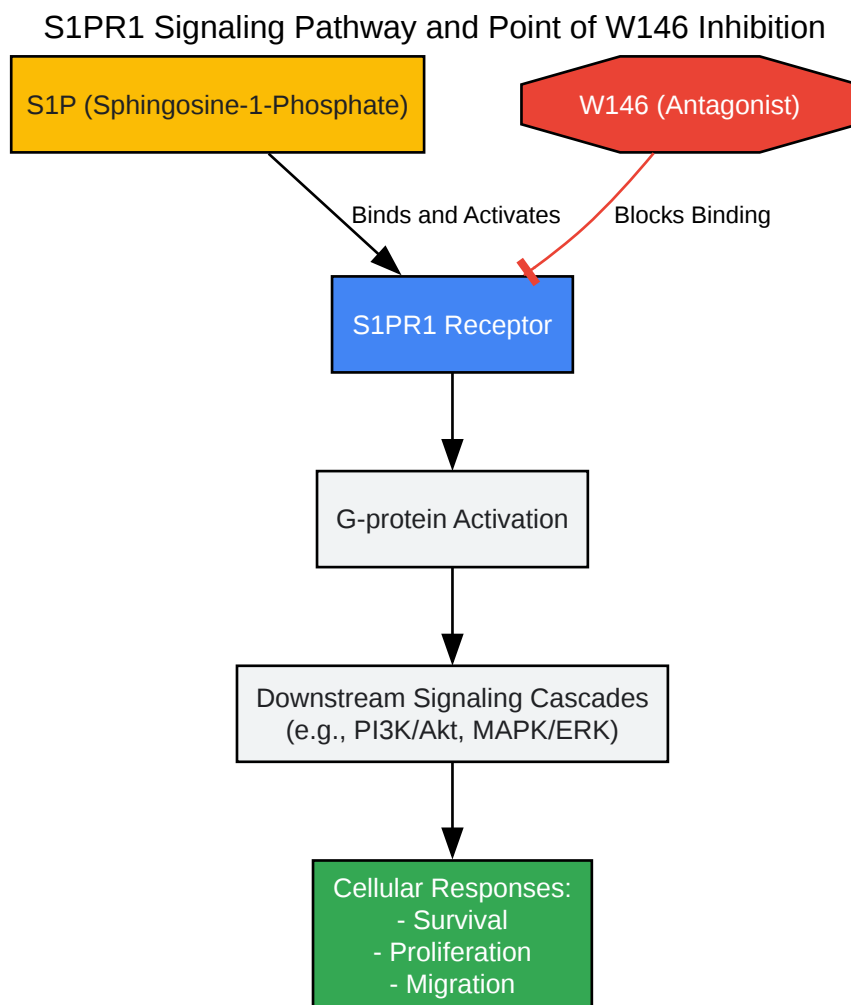 S1PR1 Signaling Pathway and Point of W146 Inhibition
S1P (Sphingosine-1-Phosphate)
W146 (Antagonist)
Binds and Activates
Blocks Binding
S1PR1 Receptor
G-protein Activation
Downstream Signaling Cascades
(e.g., PI3K/Akt, MAPK/ERK)
Cellular Responses:
- Survival
- Proliferation
- Migration